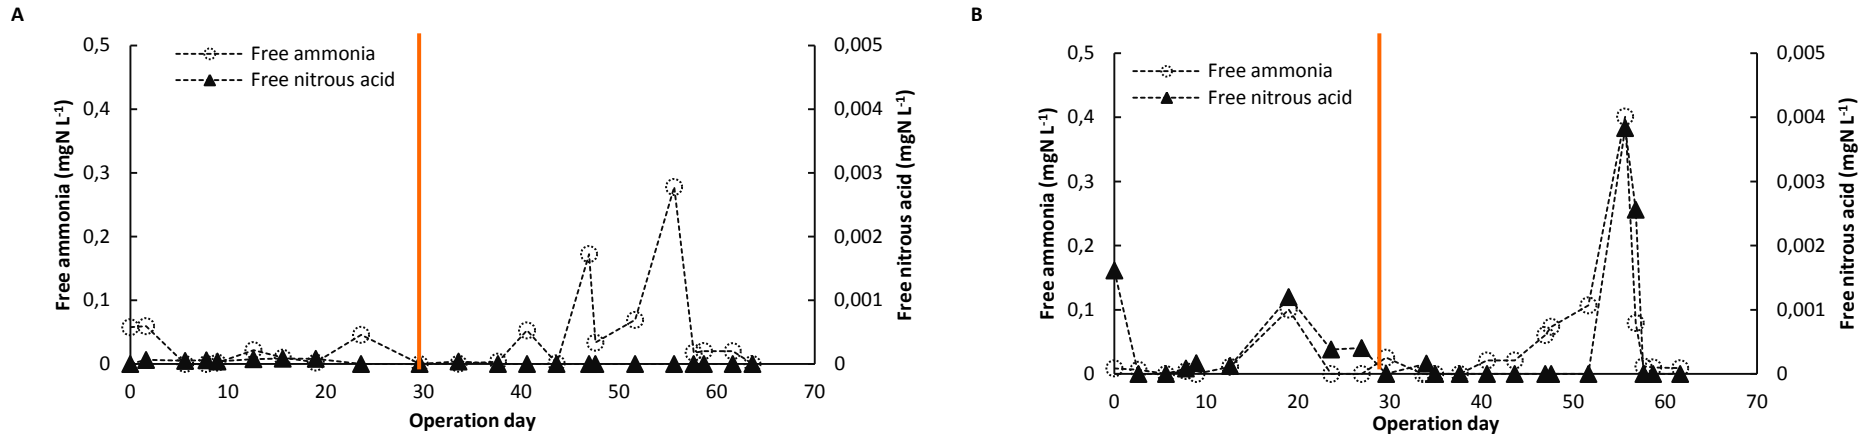 A
Free ammonia
Free nitrous acid
0,5
0,4
0,3
0,2
0,1
0
Free ammonia (mgN L-1)
0,005
0,004
0,003
0,002
0,001
0
Free nitrous acid (mgN L-1)
0 10 20 30 40 50 60 70
Operation day
B
Free ammonia
Free nitrous acid
0,5
0,4
0,3
0,2
0,1
0
Free ammonia (mgN L-1)
0,005
0,004
0,003
0,002
0,001
0
Free nitrous acid (mgN L-1)
0 10 20 30 40 50 60 70
Operation day